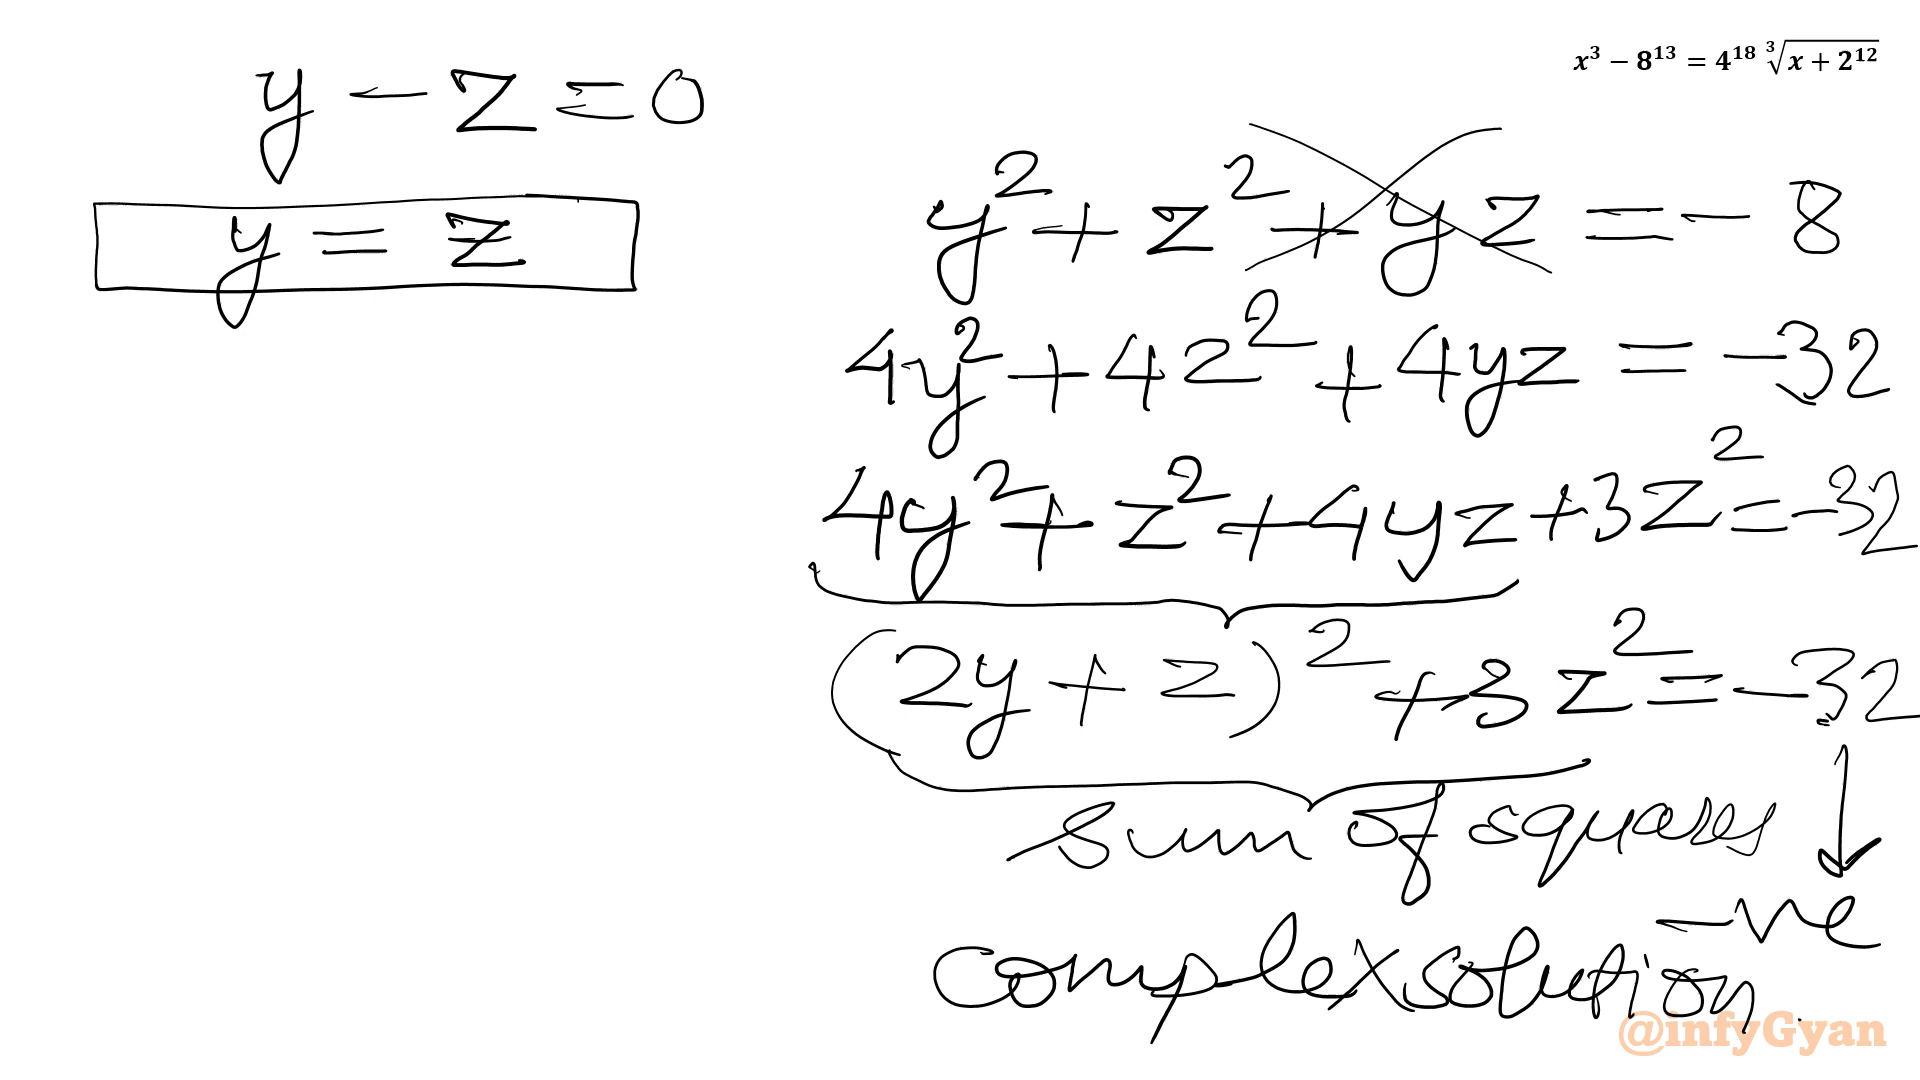 x³ − 8¹³ = 4¹⁸ ∛(x + 2¹²)
y − z = 0
y = z
y² + z² + yz = − 8
4y² + 4z² + 4yz = −32
4y² + z² + 4yz + 3z² = −32
(2y + z)² + 3z² = −32
sum of squares
−ve
complex solution.
@infyGyan